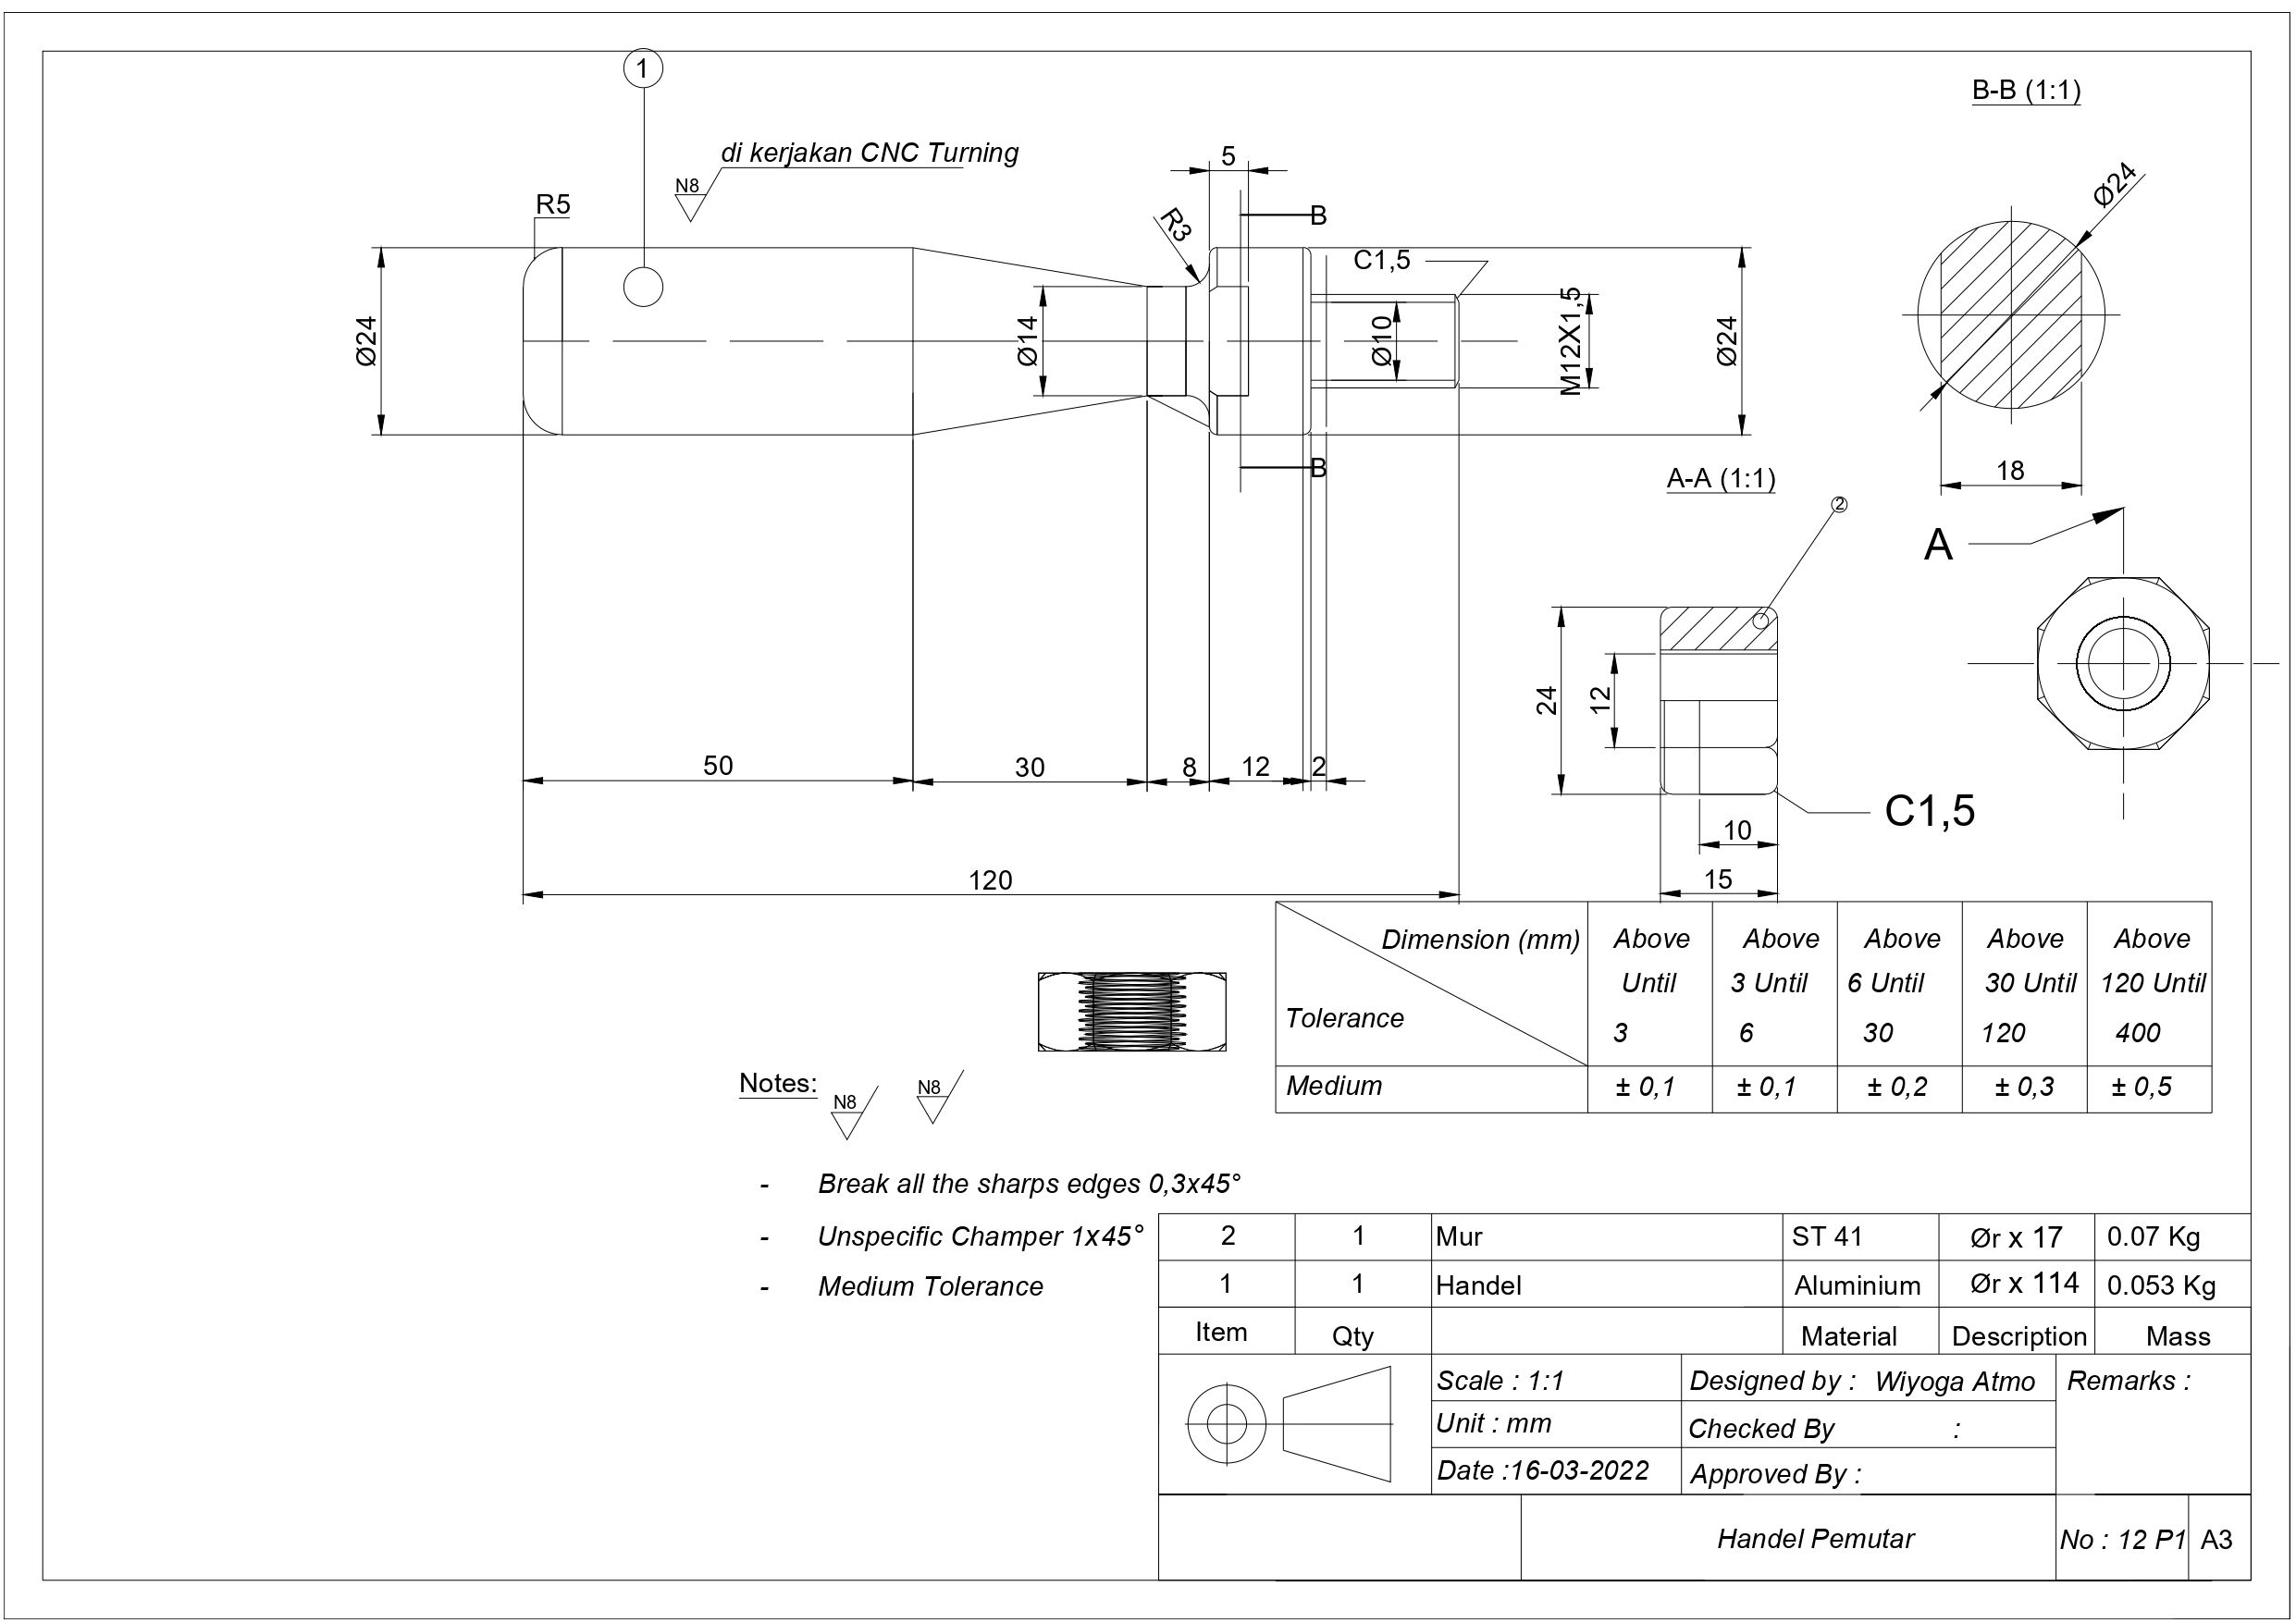 1
B-B (1:1)
di kerjakan CNC Turning
N8
R5
5
R3
B
C1,5
Ø24
Ø24
Ø14
Ø10
M12X1,5
Ø24
B
18
A-A (1:1)
2
A
24
12
C1,5
10
15
50
30
8
12
2
120
Dimension (mm)
Tolerance
Above Until 3
Above 3 Until 6
Above 6 Until 30
Above 30 Until 120
Above 120 Until 400
Medium ± 0,1 ± 0,1 ± 0,2 ± 0,3 ± 0,5
Notes:
N8
N8
- Break all the sharps edges 0,3x45°
- Unspecific Champer 1x45°
- Medium Tolerance
2 1 Mur ST 41 Ør x 17 0.07 Kg
1 1 Handel Aluminium Ør x 114 0.053 Kg
Item Qty Material Description Mass
Scale : 1:1
Unit : mm
Date :16-03-2022
Designed by : Wiyoga Atmo
Checked By :
Approved By :
Remarks :
Handel Pemutar
No : 12 P1
A3